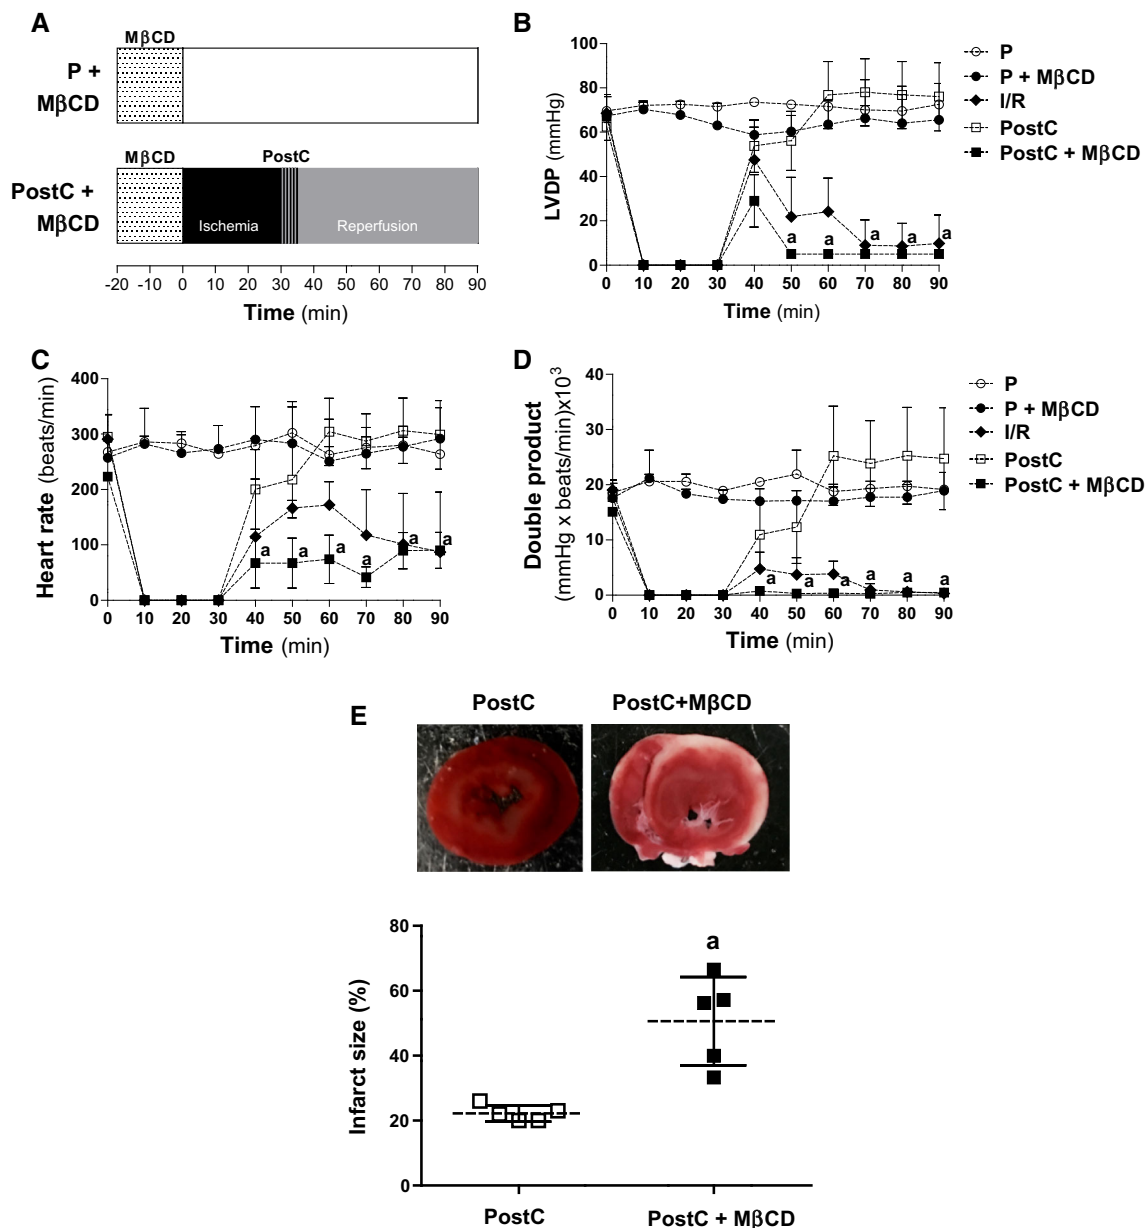 A
MβCD
P +
MβCD
MβCD
PostC
PostC +
MβCD
Ischemia
Reperfusion
-20 -10 0 10 20 30 40 50 60 70 80 90
Time (min)
B
100
80
60
40
20
0
LVDP (mmHg)
a a a a a
0 10 20 30 40 50 60 70 80 90
Time (min)
P
P + MβCD
I/R
PostC
PostC + MβCD
C
400
300
200
100
0
Heart rate (beats/min)
a a a a a a
0 10 20 30 40 50 60 70 80 90
Time (min)
D
40
30
20
10
0
Double product
(mmHg x beats/min)x10³
a a a a a a
0 10 20 30 40 50 60 70 80 90
Time (min)
P
P + MβCD
I/R
PostC
PostC + MβCD
E
PostC PostC+MβCD
80
60
40
20
0
Infarct size (%)
a
PostC PostC + MβCD